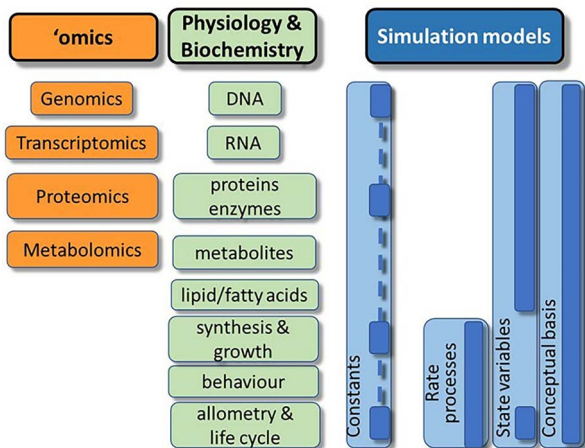 'omics
Physiology &
Biochemistry
Simulation models
Genomics
DNA
Transcriptomics
RNA
Proteomics
proteins
enzymes
Metabolomics
metabolites
lipid/fatty acids
synthesis &
growth
behaviour
allometry &
life cycle
Constants
Rate
processes
State variables
Conceptual basis